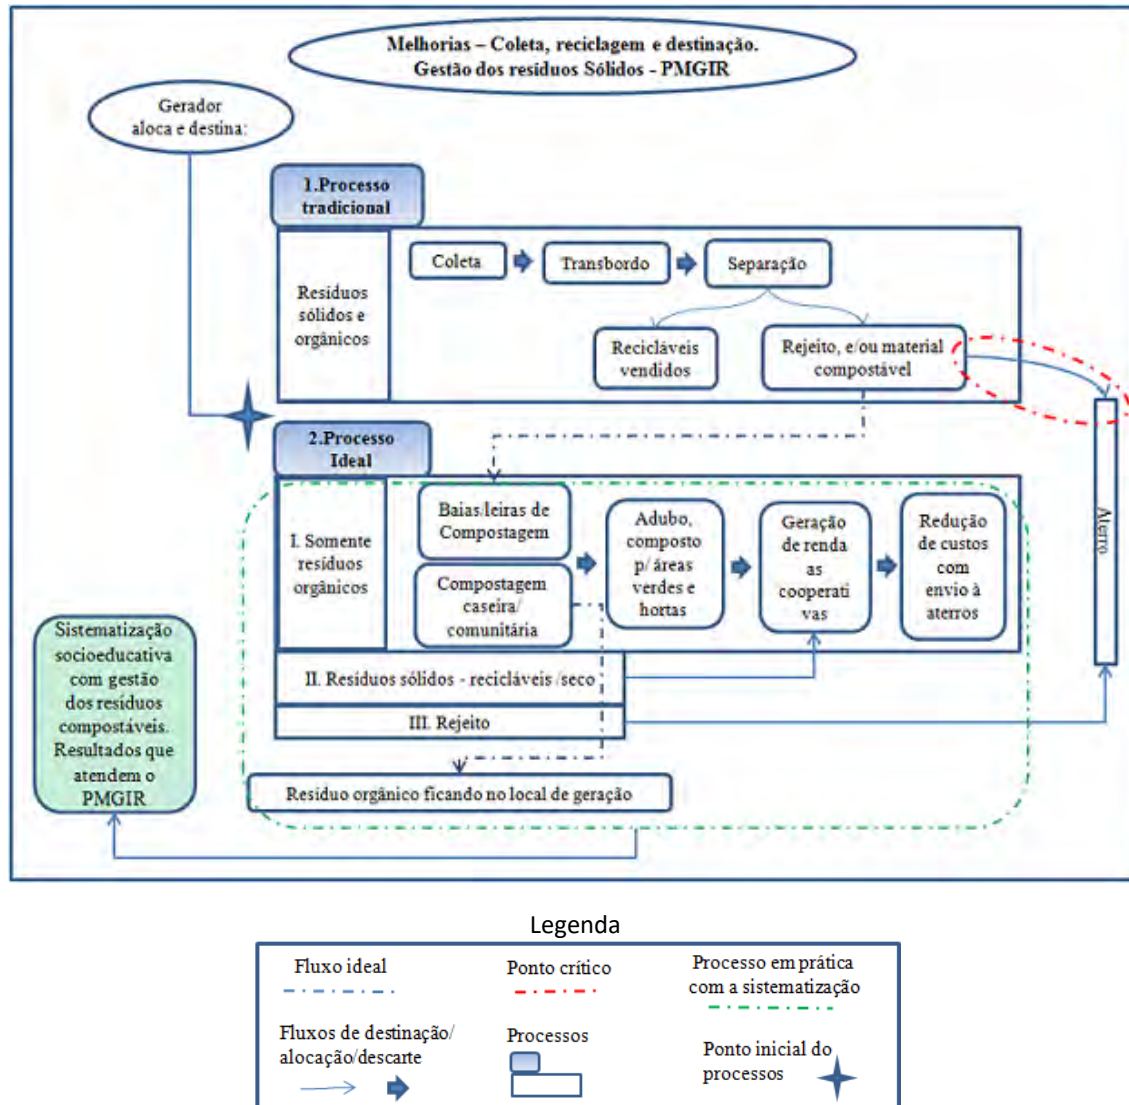 Melhorias – Coleta, reciclagem e destinação.
Gestão dos resíduos Sólidos - PMGIR
Gerador
aloca e destina:
1.Processo
tradicional
Resíduos
sólidos e
orgânicos
Coleta
Transbordo
Separação
Recicláveis
vendidos
Rejeito, e/ou material
compostável
2.Processo
Ideal
I. Somente
resíduos
orgânicos
Baias/leiras de
Compostagem
Compostagem
caseira/
comunitária
Adubo,
composto
p/ áreas
verdes e
hortas
Geração
de renda
as
cooperati
vas
Redução
de custos
com
envio à
aterros
Aterro
II. Resíduos sólidos - recicláveis /seco
III. Rejeito
Resíduo orgânico ficando no local de geração
Sistematização
socioeducativa
com gestão
dos resíduos
compostáveis.
Resultados que
atendem o
PMGIR
Legenda
Fluxo ideal
Ponto crítico
Processo em prática
com a sistematização
Fluxos de destinação/
alocação/descarte
Processos
Ponto inicial do
processos